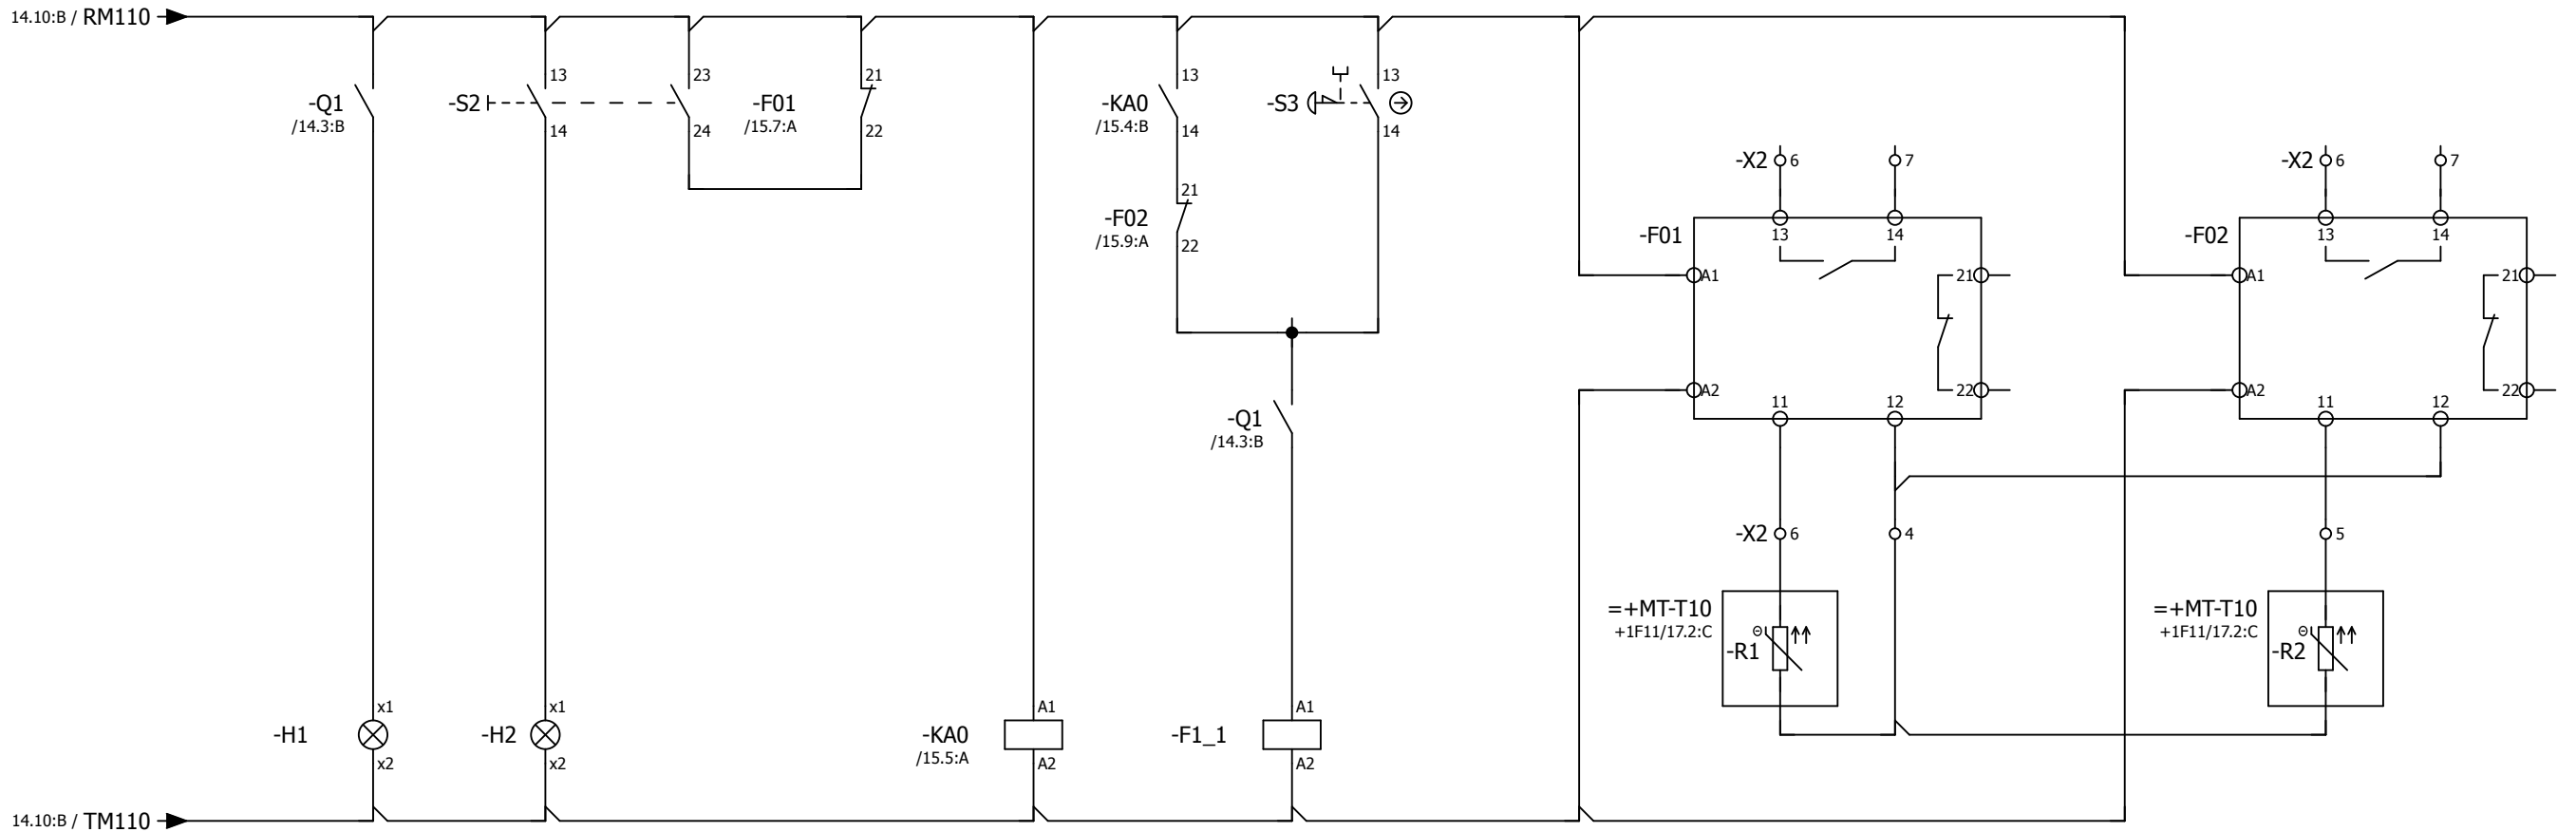 14.10:B / RM110
13
23
21
13
13
-Q1
/14.3:B
-S2
-F01
/15.7:A
-KA0
/15.4:B
-S3
14
24
22
14
14
-X2 6
7
-X2 6
7
21
-F02
/15.9:A
22
-F01
13
14
-F02
13
14
A1
21
A1
21
A2
22
A2
22
11
12
11
12
-Q1
/14.3:B
-X2 6
4
5
=+MT-T10
+1F11/17.2:C
-R1
=+MT-T10
+1F11/17.2:C
-R2
x1
x1
A1
A1
-H1
-H2
-KA0
/15.5:A
-F1_1
x2
x2
A2
A2
14.10:B / TM110